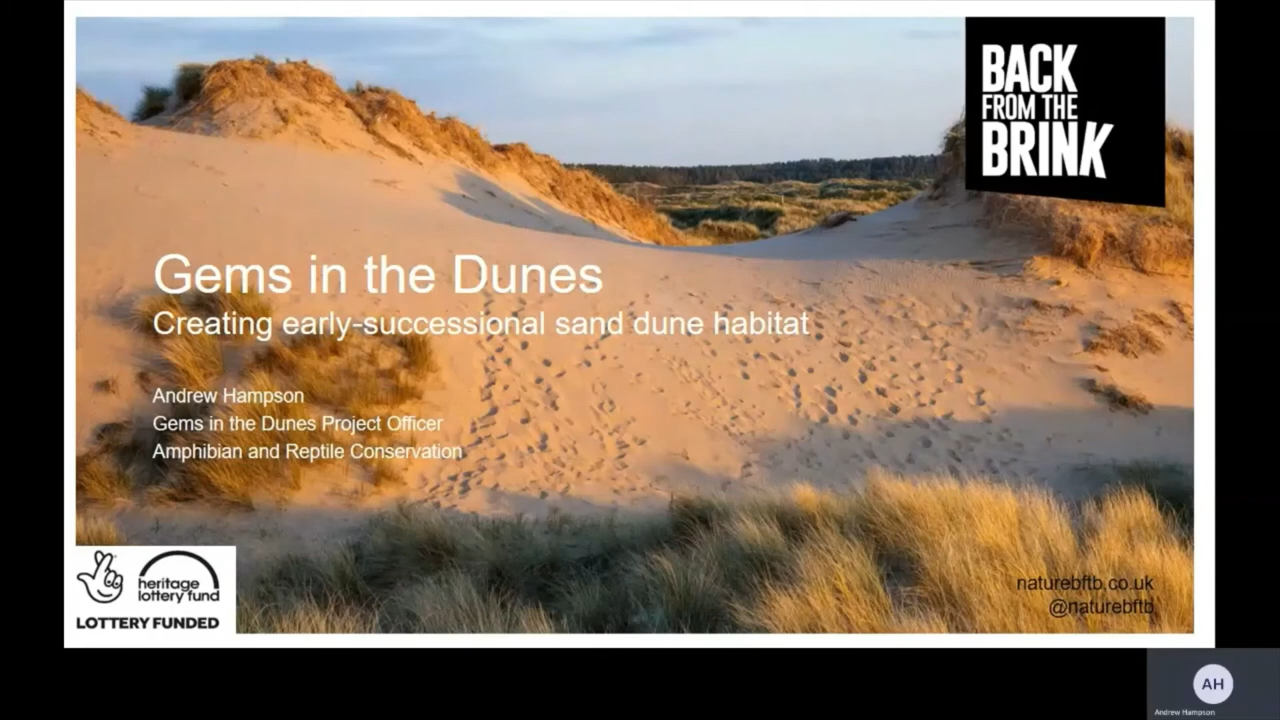 BACK
FROM THE
BRINK
Gems in the Dunes
Creating early-successional sand dune habitat
Andrew Hampson
Gems in the Dunes Project Officer
Amphibian and Reptile Conservation
heritage
lottery fund
LOTTERY FUNDED
naturebftb.co.uk
@naturebftb
AH
Andrew Hampson